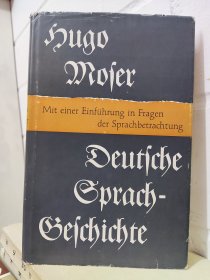 Hugo
Moser
Mit einer Einführung in Fragen
der Sprachbetrachtung
Deutsche
Sprach-
Geschichte